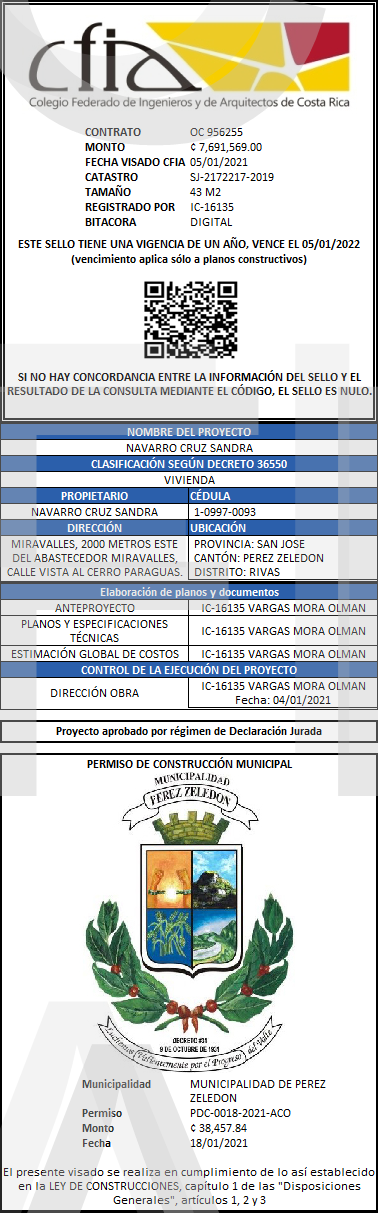 cfia
Colegio Federado de Ingenieros y de Arquitectos de Costa Rica
CONTRATO OC 956255
MONTO ¢ 7,691,569.00
FECHA VISADO CFIA 05/01/2021
CATASTRO SJ-2172217-2019
TAMAÑO 43 M2
REGISTRADO POR IC-16135
BITACORA DIGITAL
ESTE SELLO TIENE UNA VIGENCIA DE UN AÑO, VENCE EL 05/01/2022
(vencimiento aplica sólo a planos constructivos)
SI NO HAY CONCORDANCIA ENTRE LA INFORMACIÓN DEL SELLO Y EL
RESULTADO DE LA CONSULTA MEDIANTE EL CÓDIGO, EL SELLO ES NULO.
NOMBRE DEL PROYECTO
NAVARRO CRUZ SANDRA
CLASIFICACIÓN SEGÚN DECRETO 36550
VIVIENDA
PROPIETARIO CÉDULA
NAVARRO CRUZ SANDRA 1-0997-0093
DIRECCIÓN UBICACIÓN
MIRAVALLES, 2000 METROS ESTE PROVINCIA: SAN JOSE
DEL ABASTECEDOR MIRAVALLES, CANTÓN: PEREZ ZELEDON
CALLE VISTA AL CERRO PARAGUAS. DISTRITO: RIVAS
Elaboración de planos y documentos
ANTEPROYECTO IC-16135 VARGAS MORA OLMAN
PLANOS Y ESPECIFICACIONES
TÉCNICAS IC-16135 VARGAS MORA OLMAN
ESTIMACIÓN GLOBAL DE COSTOS IC-16135 VARGAS MORA OLMAN
CONTROL DE LA EJECUCIÓN DEL PROYECTO
DIRECCIÓN OBRA IC-16135 VARGAS MORA OLMAN
Fecha: 04/01/2021
Proyecto aprobado por régimen de Declaración Jurada
PERMISO DE CONSTRUCCIÓN MUNICIPAL
MUNICIPALIDAD
PEREZ ZELEDON
DECRETO #31
9 DE OCTUBRE DE 1931
Luchemos Valientemente por el Progreso del Valle
Municipalidad MUNICIPALIDAD DE PEREZ
ZELEDON
Permiso PDC-0018-2021-ACO
Monto ¢ 38,457.84
Fecha 18/01/2021
El presente visado se realiza en cumplimiento de lo así establecido
en la LEY DE CONSTRUCCIONES, capítulo 1 de las "Disposiciones
Generales", artículos 1, 2 y 3